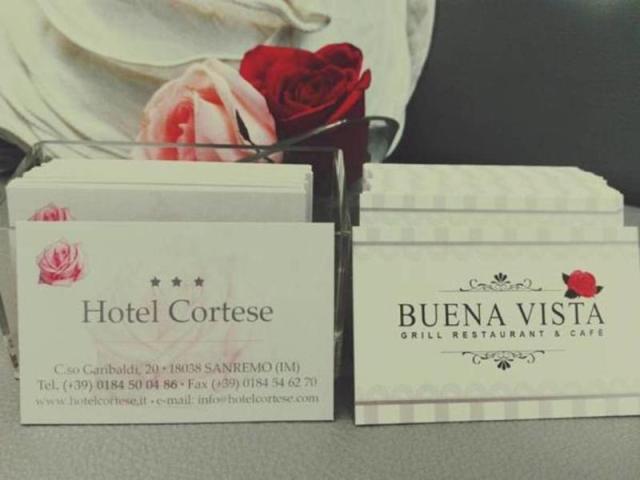 ★ ★ ★
Hotel Cortese
C.so Garibaldi, 20 • 18038 SANREMO (IM)
Tel. (+39) 0184 50 04 86 • Fax (+39) 0184 54 62 70
www.hotelcortese.it • e-mail: info@hotelcortese.com
BUENA VISTA
GRILL RESTAURANT & CAFÈ